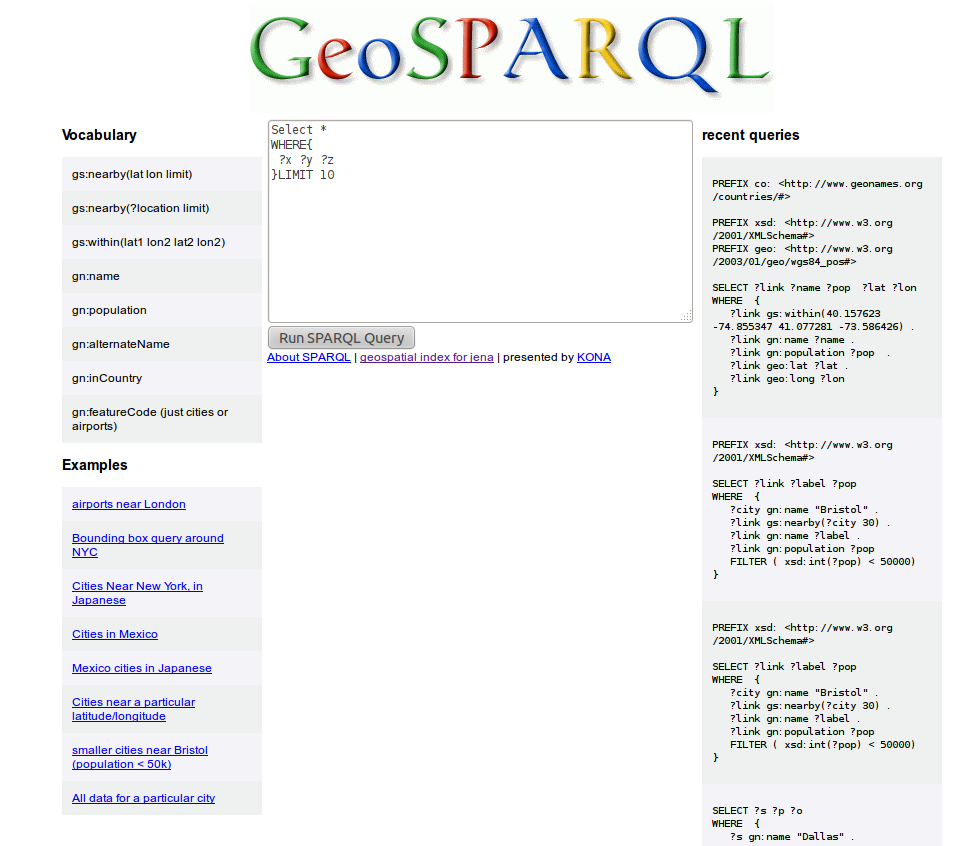 GeoSPARQL
Vocabulary
gs:nearby(lat lon limit)
gs:nearby(?location limit)
gs:within(lat1 lon2 lat2 lon2)
gn:name
gn:population
gn:alternateName
gn:inCountry
gn:featureCode (just cities or
airports)
Examples
airports near London
Bounding box query around
NYC
Cities Near New York, in
Japanese
Cities in Mexico
Mexico cities in Japanese
Cities near a particular
latitude/longitude
smaller cities near Bristol
(population < 50k)
All data for a particular city
Select *
WHERE{
?x ?y ?z
}LIMIT 10
Run SPARQL Query
About SPARQL | geospatial index for jena | presented by KONA
recent queries
PREFIX co: <http://www.geonames.org
/countries/#>
PREFIX xsd: <http://www.w3.org
/2001/XMLSchema#>
PREFIX geo: <http://www.w3.org
/2003/01/geo/wgs84_pos#>
SELECT ?link ?name ?pop  ?lat ?lon
WHERE  {
?link gs:within(40.157623
-74.855347 41.077281 -73.586426) .
?link gn:name ?name .
?link gn:population ?pop  .
?link geo:lat ?lat .
?link geo:long ?lon
}
PREFIX xsd: <http://www.w3.org
/2001/XMLSchema#>
SELECT ?link ?label ?pop
WHERE  {
?city gn:name "Bristol" .
?link gs:nearby(?city 30) .
?link gn:name ?label .
?link gn:population ?pop
FILTER ( xsd:int(?pop) < 50000)
}
PREFIX xsd: <http://www.w3.org
/2001/XMLSchema#>
SELECT ?link ?label ?pop
WHERE  {
?city gn:name "Bristol" .
?link gs:nearby(?city 30) .
?link gn:name ?label .
?link gn:population ?pop
FILTER ( xsd:int(?pop) < 50000)
}
SELECT ?s ?p ?o
WHERE  {
?s gn:name "Dallas" .